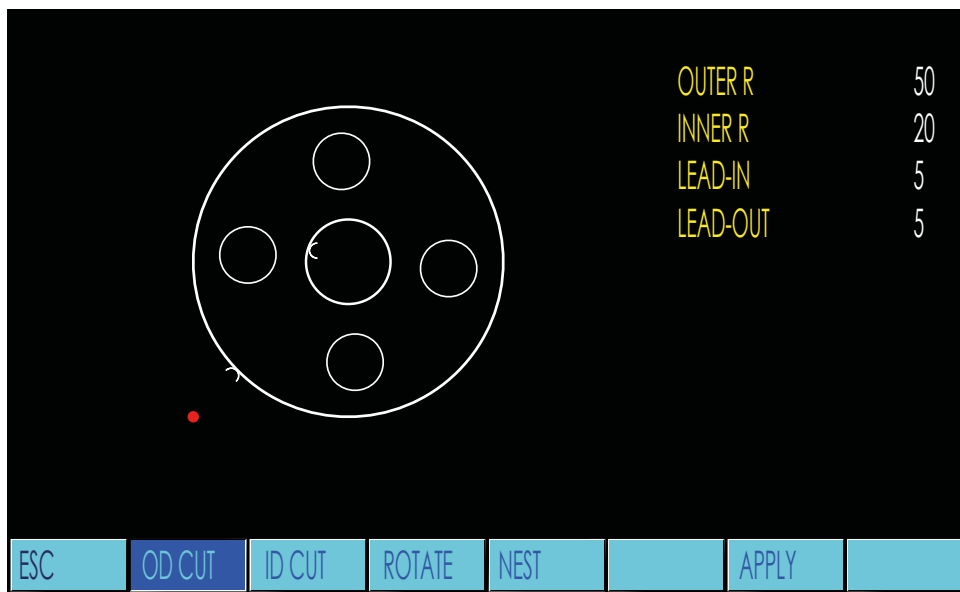 OUTER R 50
INNER R 20
LEAD-IN 5
LEAD-OUT 5
ESC OD CUT ID CUT ROTATE NEST APPLY